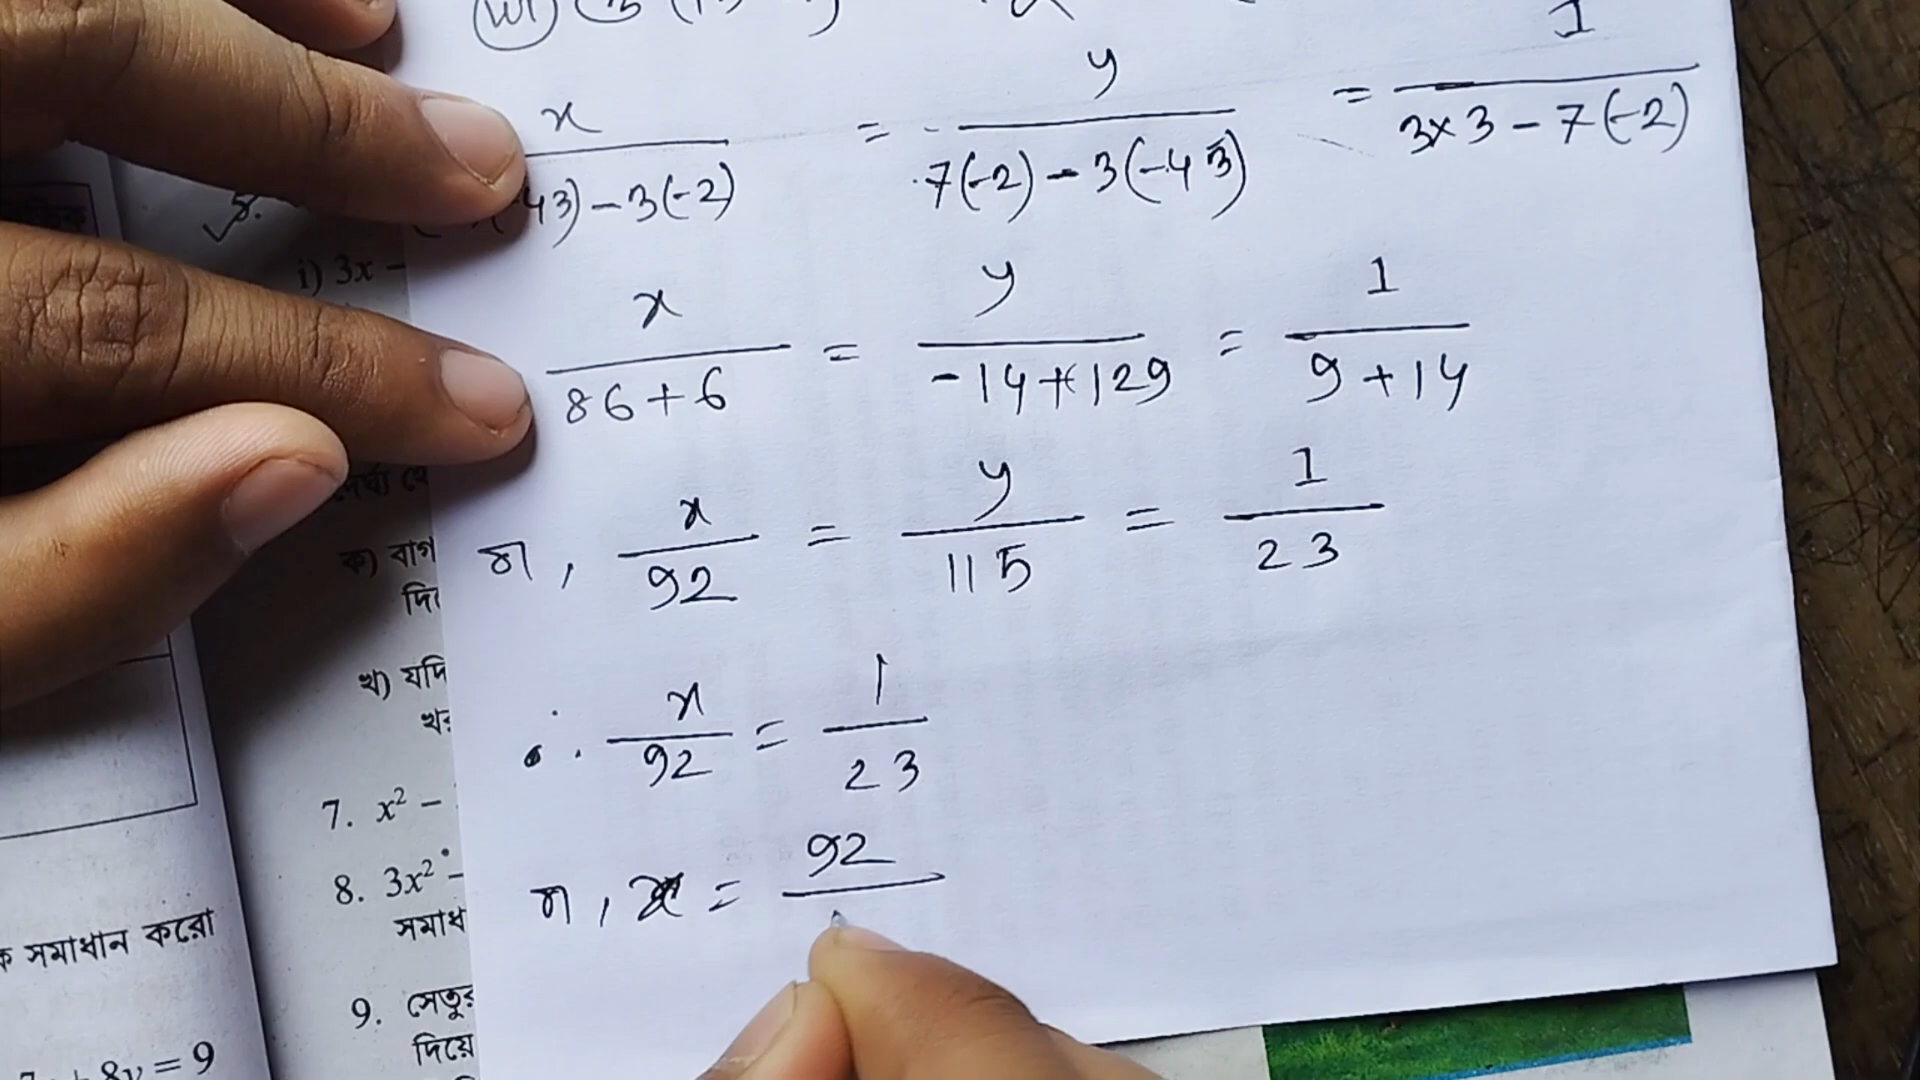 x / 43) - 3(-2) = y / 7(-2) - 3(-43) = 1 / 3×3 - 7(-2)
x / 86+6 = y / -14+129 = 1 / 9+14
বা, x/92 = y/115 = 1/23
∴ x/92 = 1/23
বা, x = 92
5.
i) 3x −
ক) বাগ
দি
খ) যদি
খর
7. x² −
8. 3x² −
সমাধ
9. সেতুর
দিয়ে
ক সমাধান করো
8y = 9